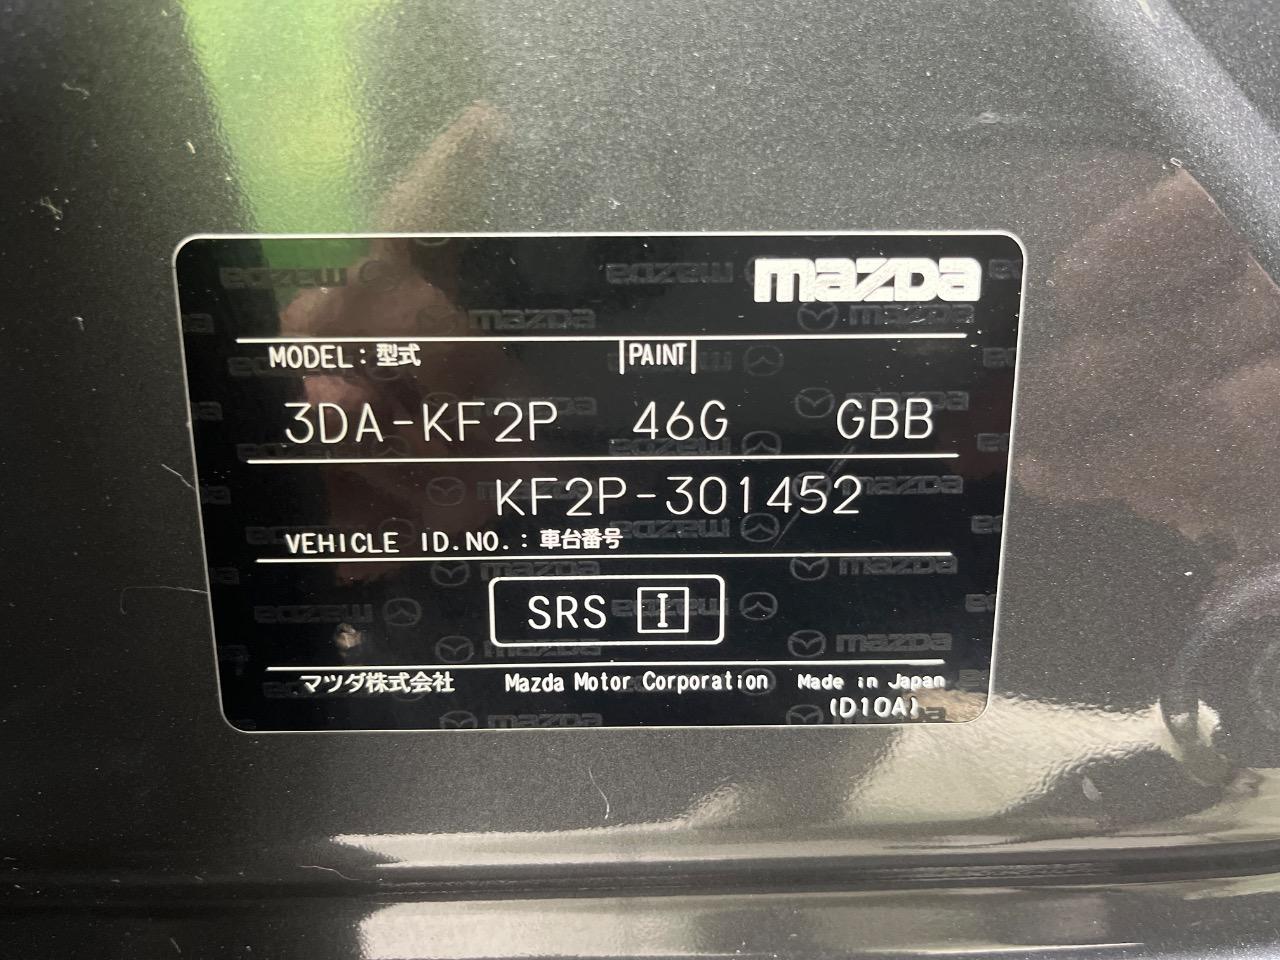 mazda
MODEL : 型式 PAINT
3DA-KF2P 46G GBB
KF2P-301452
VEHICLE ID.NO. : 車台番号
SRS I
マツダ株式会社 Mazda Motor Corporation Made in Japan
(D10A)